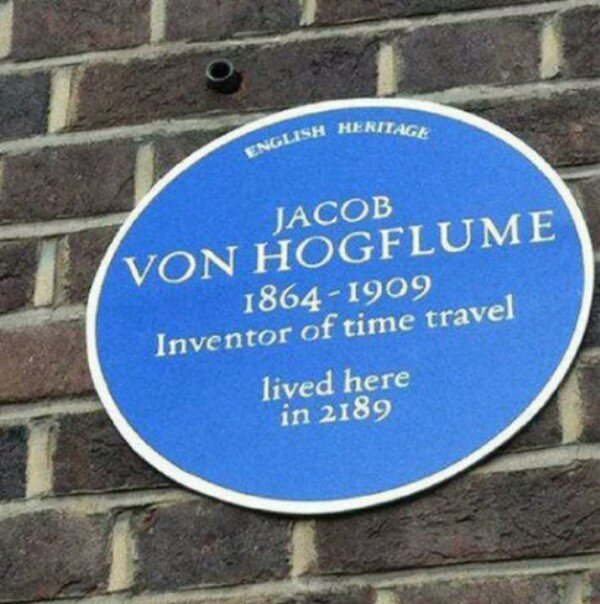 ENGLISH HERITAGE
JACOB
VON HOGFLUME
1864-1909
Inventor of time travel
lived here
in 2189